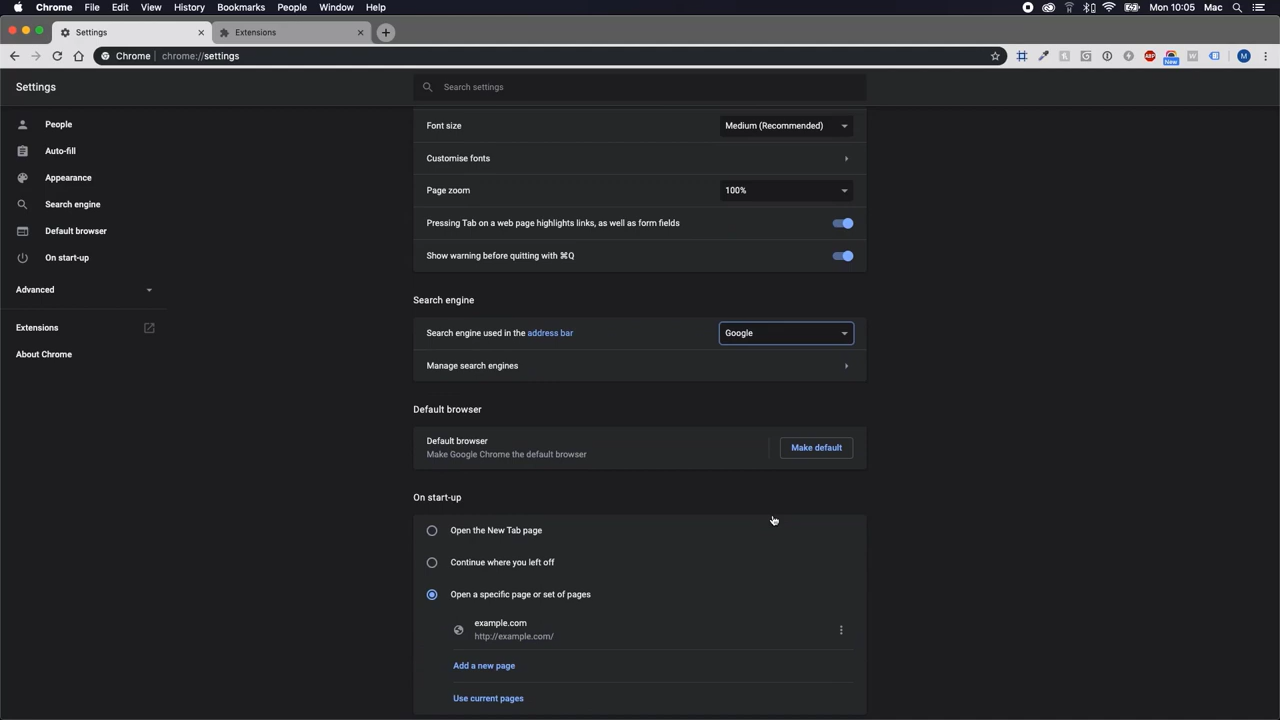 Chrome File Edit View History Bookmarks People Window Help Mon 10:05 Mac
Settings Extensions
Chrome chrome://settings ABP New M
Settings
Search settings
People
Auto-fill
Appearance
Search engine
Default browser
On start-up
Advanced
Extensions
About Chrome
Font size Medium (Recommended)
Customise fonts
Page zoom 100%
Pressing Tab on a web page highlights links, as well as form fields
Show warning before quitting with ⌘Q
Search engine
Search engine used in the address bar Google
Manage search engines
Default browser
Default browser
Make Google Chrome the default browser
Make default
On start-up
Open the New Tab page
Continue where you left off
Open a specific page or set of pages
example.com
http://example.com/
Add a new page
Use current pages